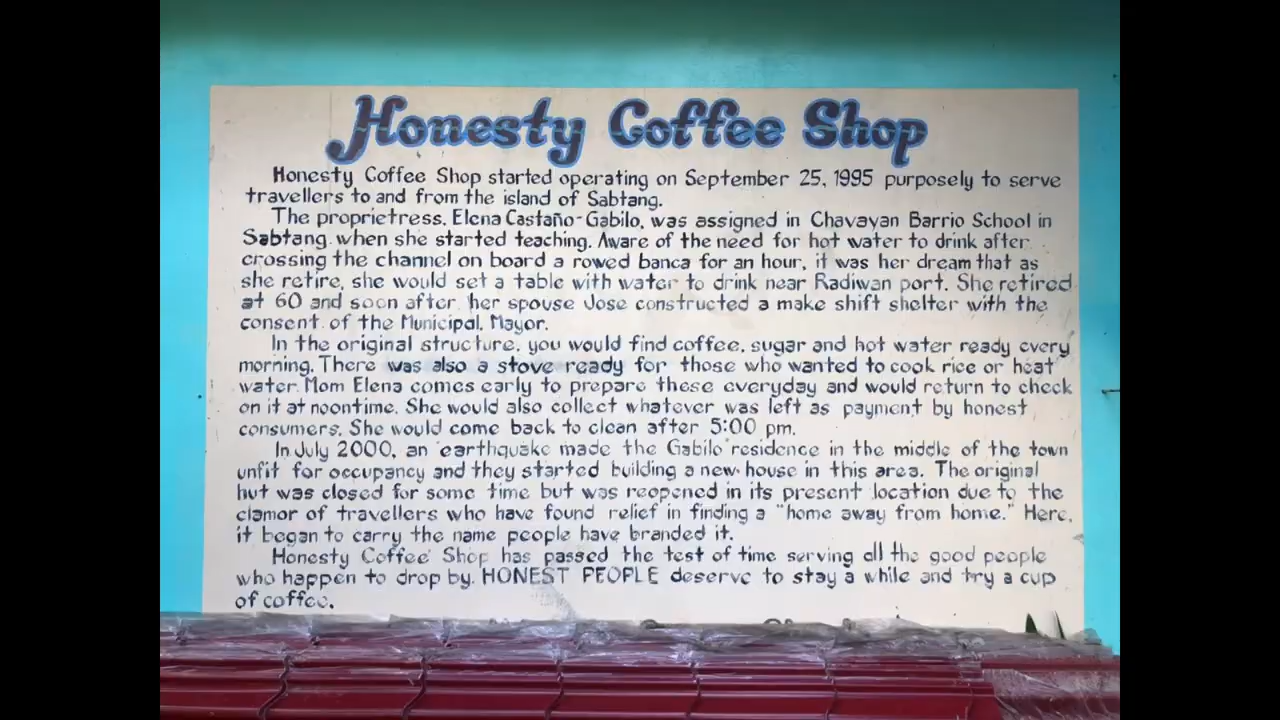 Honesty Coffee Shop
Honesty Coffee Shop started operating on September 25, 1995 purposely to serve
travellers to and from the island of Sabtang.
The proprietress, Elena Castaño-Gabilo, was assigned in Chavayan Barrio School in
Sabtang when she started teaching. Aware of the need for hot water to drink after
crossing the channel on board a rowed banca for an hour, it was her dream that as
she retire, she would set a table with water to drink near Radiwan port. She retired
at 60 and soon after, her spouse Jose constructed a make shift shelter with the
consent of the Municipal Mayor.
In the original structure, you would find coffee, sugar and hot water ready every
morning. There was also a stove ready for those who wanted to cook rice or heat
water. Mom Elena comes early to prepare these everyday and would return to check
on it at noontime. She would also collect whatever was left as payment by honest
consumers. She would come back to clean after 5:00 pm.
In July 2000, an earthquake made the Gabilo residence in the middle of the town
unfit for occupancy and they started building a new house in this area. The original
hut was closed for some time but was reopened in its present location due to the
clamor of travellers who have found relief in finding a "home away from home." Here,
it began to carry the name people have branded it.
Honesty Coffee Shop has passed the test of time serving all the good people
who happen to drop by. HONEST PEOPLE deserve to stay a while and try a cup
of coffee.